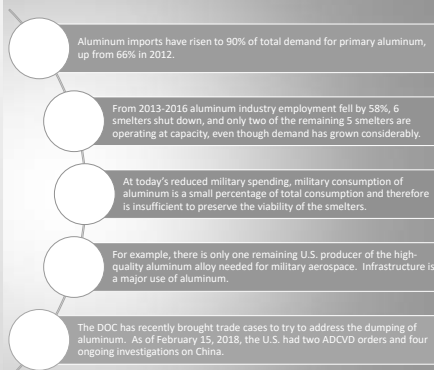 Aluminum imports have risen to 90% of total demand for primary aluminum,
up from 66% in 2012.
From 2013-2016 aluminum industry employment fell by 58%, 6
smelters shut down, and only two of the remaining 5 smelters are
operating at capacity, even though demand has grown considerably.
At today's reduced military spending, military consumption of
aluminum is a small percentage of total consumption and therefore
is insufficient to preserve the viability of the smelters.
For example, there is only one remaining U.S. producer of the high-
quality aluminum alloy needed for military aerospace.  Infrastructure is
a major use of aluminum.
The DOC has recently brought trade cases to try to address the dumping of
aluminum.  As of February 15, 2018, the U.S. had two ADCVD orders and four
ongoing investigations on China.